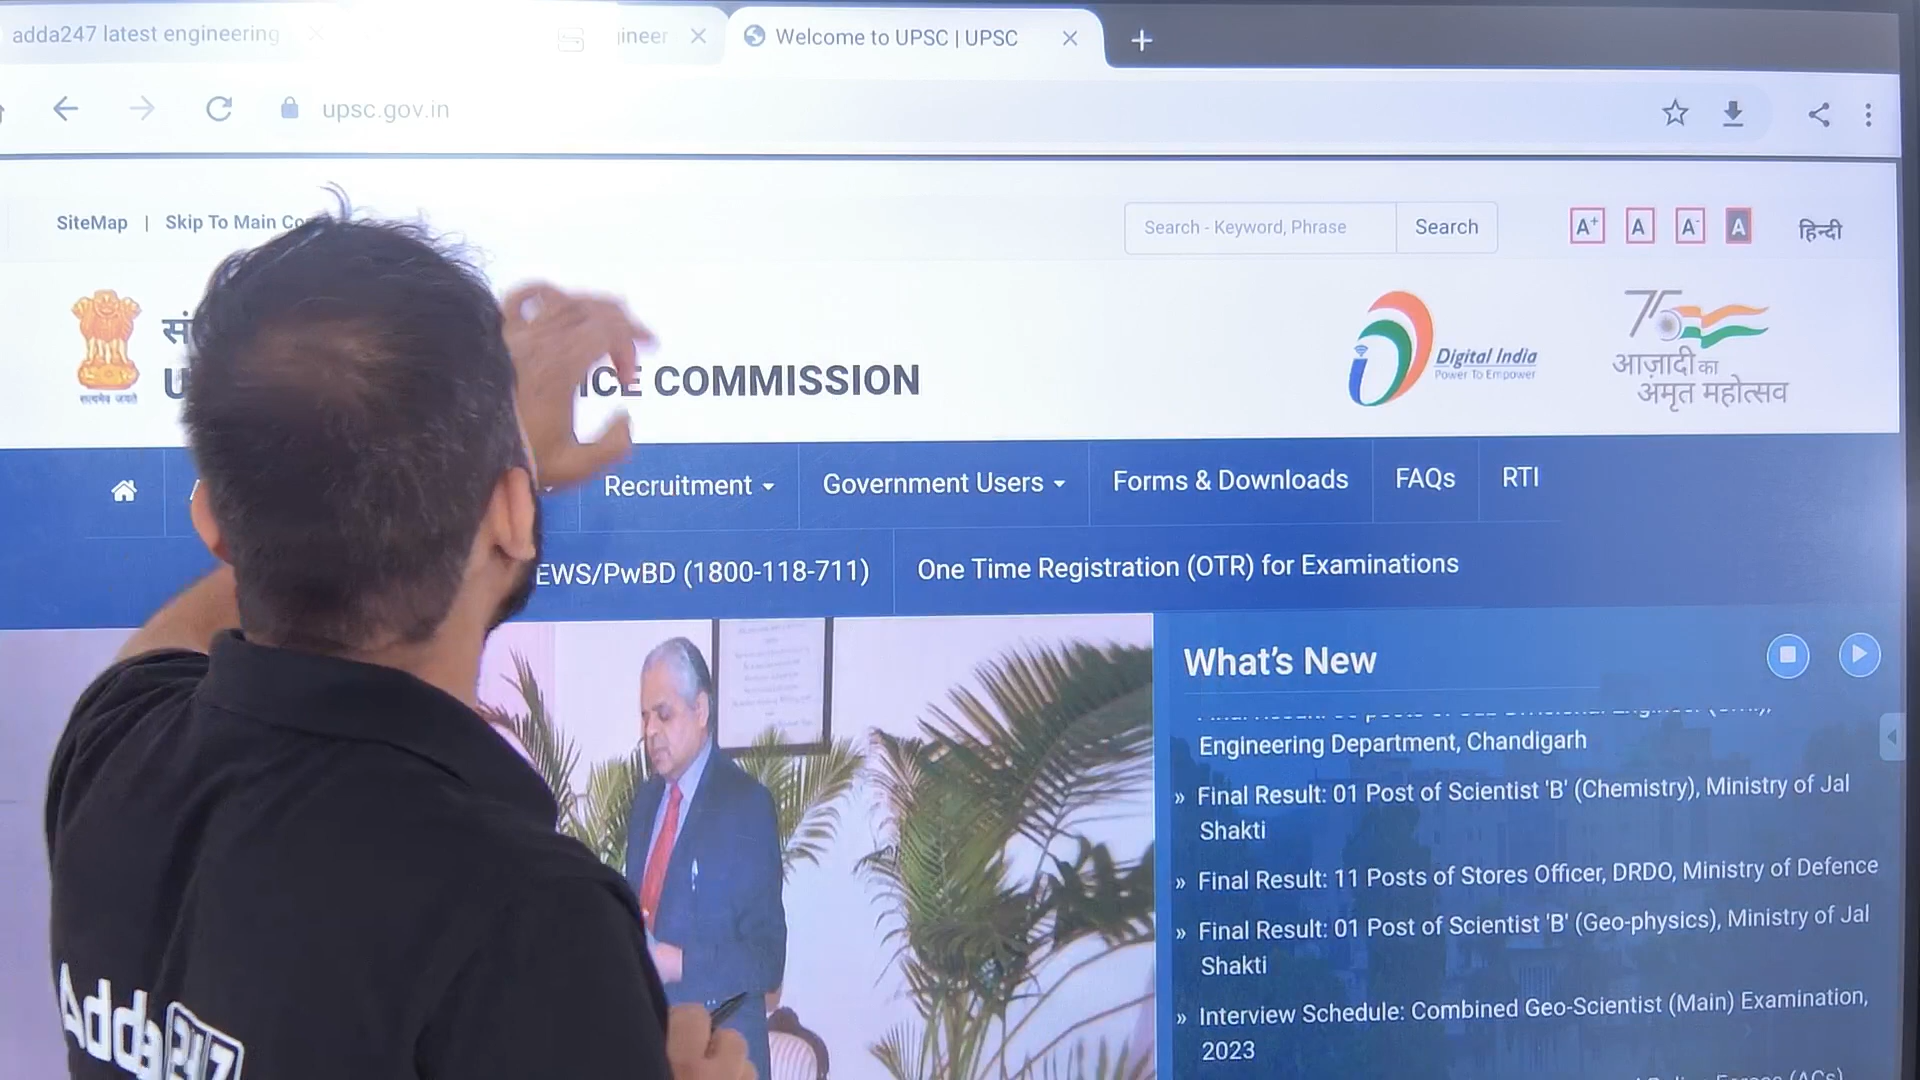 adda247 latest engineering
Welcome to UPSC | UPSC
upsc.gov.in
SiteMap | Skip To Main
Search - Keyword, Phrase
Search
A+
A
A-
A
हिन्दी
सत्यमेव जयते
COMMISSION
Digital India
Power To Empower
75
आज़ादी का
अमृत महोत्सव
Recruitment
Government Users
Forms & Downloads
FAQs
RTI
EWS/PwBD (1800-118-711)
One Time Registration (OTR) for Examinations
What's New
Engineering Department, Chandigarh
» Final Result: 01 Post of Scientist 'B' (Chemistry), Ministry of Jal
Shakti
» Final Result: 11 Posts of Stores Officer, DRDO, Ministry of Defence
» Final Result: 01 Post of Scientist 'B' (Geo-physics), Ministry of Jal
Shakti
» Interview Schedule: Combined Geo-Scientist (Main) Examination,
2023
Adda247